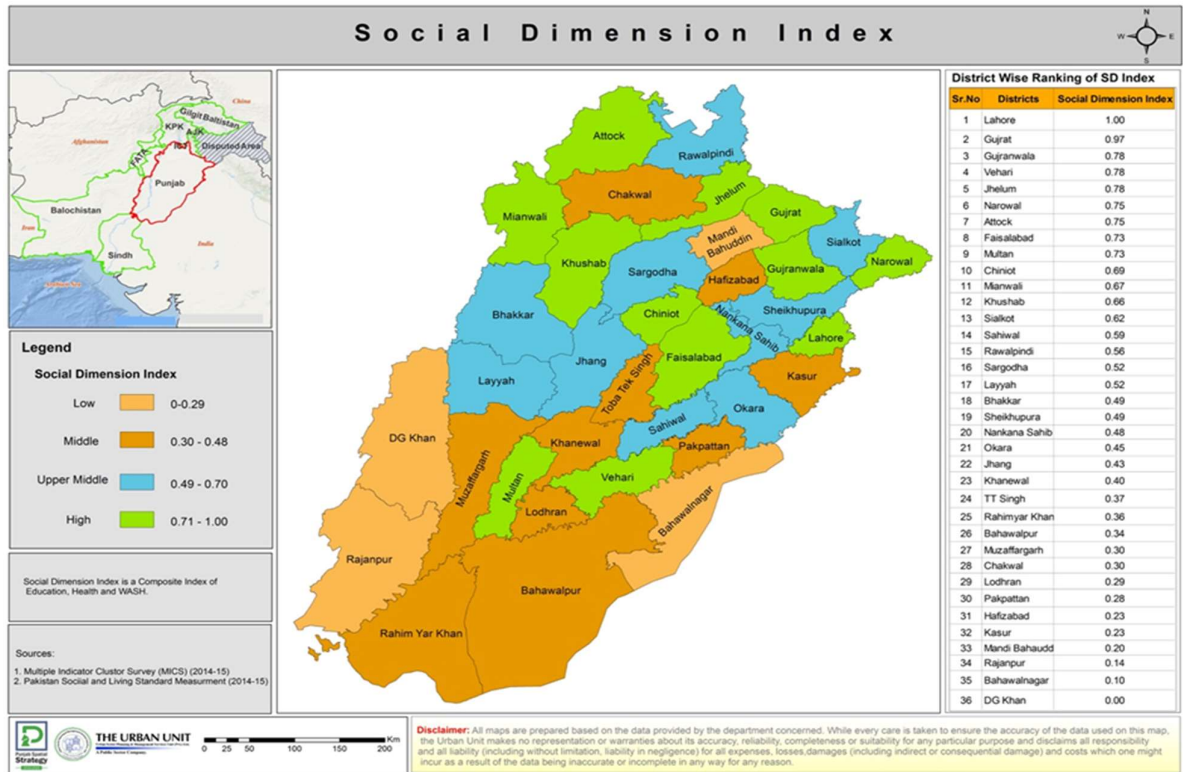 Social Dimension Index
N
W
E
S
China
Gilgit Baltistan
KPK
AJK
Afghanistan
Disputed Area
FATA
Punjab
Balochistan
Iran
India
Sindh
Legend
Social Dimension Index
Low 0-0.29
Middle 0.30 - 0.48
Upper Middle 0.49 - 0.70
High 0.71 - 1.00
Social Dimension Index is a Composite Index of
Education, Health and WASH.
Sources:
1. Multiple Indicator Clustor Survey (MICS) (2014-15)
2. Pakistan Sociial and Living Standard Measurment (2014-15)
Attock
Rawalpindi
Chakwal
Jhelum
Mianwali
Gujrat
Mandi
Bahuddin
Sialkot
Khushab
Sargodha
Gujranwala
Narowal
Hafizabad
Bhakkar
Chiniot
Sheikhupura
Nankana Sahib
Lahore
Jhang
Faisalabad
Layyah
Toba Tek Singh
Kasur
Okara
Sahiwal
DG Khan
Khanewal
Pakpattan
Muzaffargarh
Multan
Vehari
Lodhran
Bahawalnagar
Rajanpur
Bahawalpur
Rahim Yar Khan
District Wise Ranking of SD Index
Sr.No Districts Social Dimension Index
1 Lahore 1.00
2 Gujrat 0.97
3 Gujranwala 0.78
4 Vehari 0.78
5 Jhelum 0.78
6 Narowal 0.75
7 Attock 0.75
8 Faisalabad 0.73
9 Multan 0.73
10 Chiniot 0.69
11 Mianwali 0.67
12 Khushab 0.66
13 Sialkot 0.62
14 Sahiwal 0.59
15 Rawalpindi 0.56
16 Sargodha 0.52
17 Layyah 0.52
18 Bhakkar 0.49
19 Sheikhupura 0.49
20 Nankana Sahib 0.48
21 Okara 0.45
22 Jhang 0.43
23 Khanewal 0.40
24 TT Singh 0.37
25 Rahimyar Khan 0.36
26 Bahawalpur 0.34
27 Muzaffargarh 0.30
28 Chakwal 0.30
29 Lodhran 0.29
30 Pakpattan 0.28
31 Hafizabad 0.23
32 Kasur 0.23
33 Mandi Bahaudd 0.20
34 Rajanpur 0.14
35 Bahawalnagar 0.10
36 DG Khan 0.00
Punjab Spatial
Strategy
THE URBAN UNIT
Km
0 25 50 100 150 200
Disclaimer: All maps are prepared based on the data provided by the department concerned. While every care is taken to ensure the accuracy of the data used on this map,
the Urban Unit makes no representation or warranties about its accuracy, reliability, completeness or suitability for any particular purpose and disclaims all responsibility
and all liability (including without limitation, liability in negligence) for all expenses, losses,damages (including indirect or consequential damage) and costs which one might
incur as a result of the data being inaccurate or incomplete in any way for any reason.